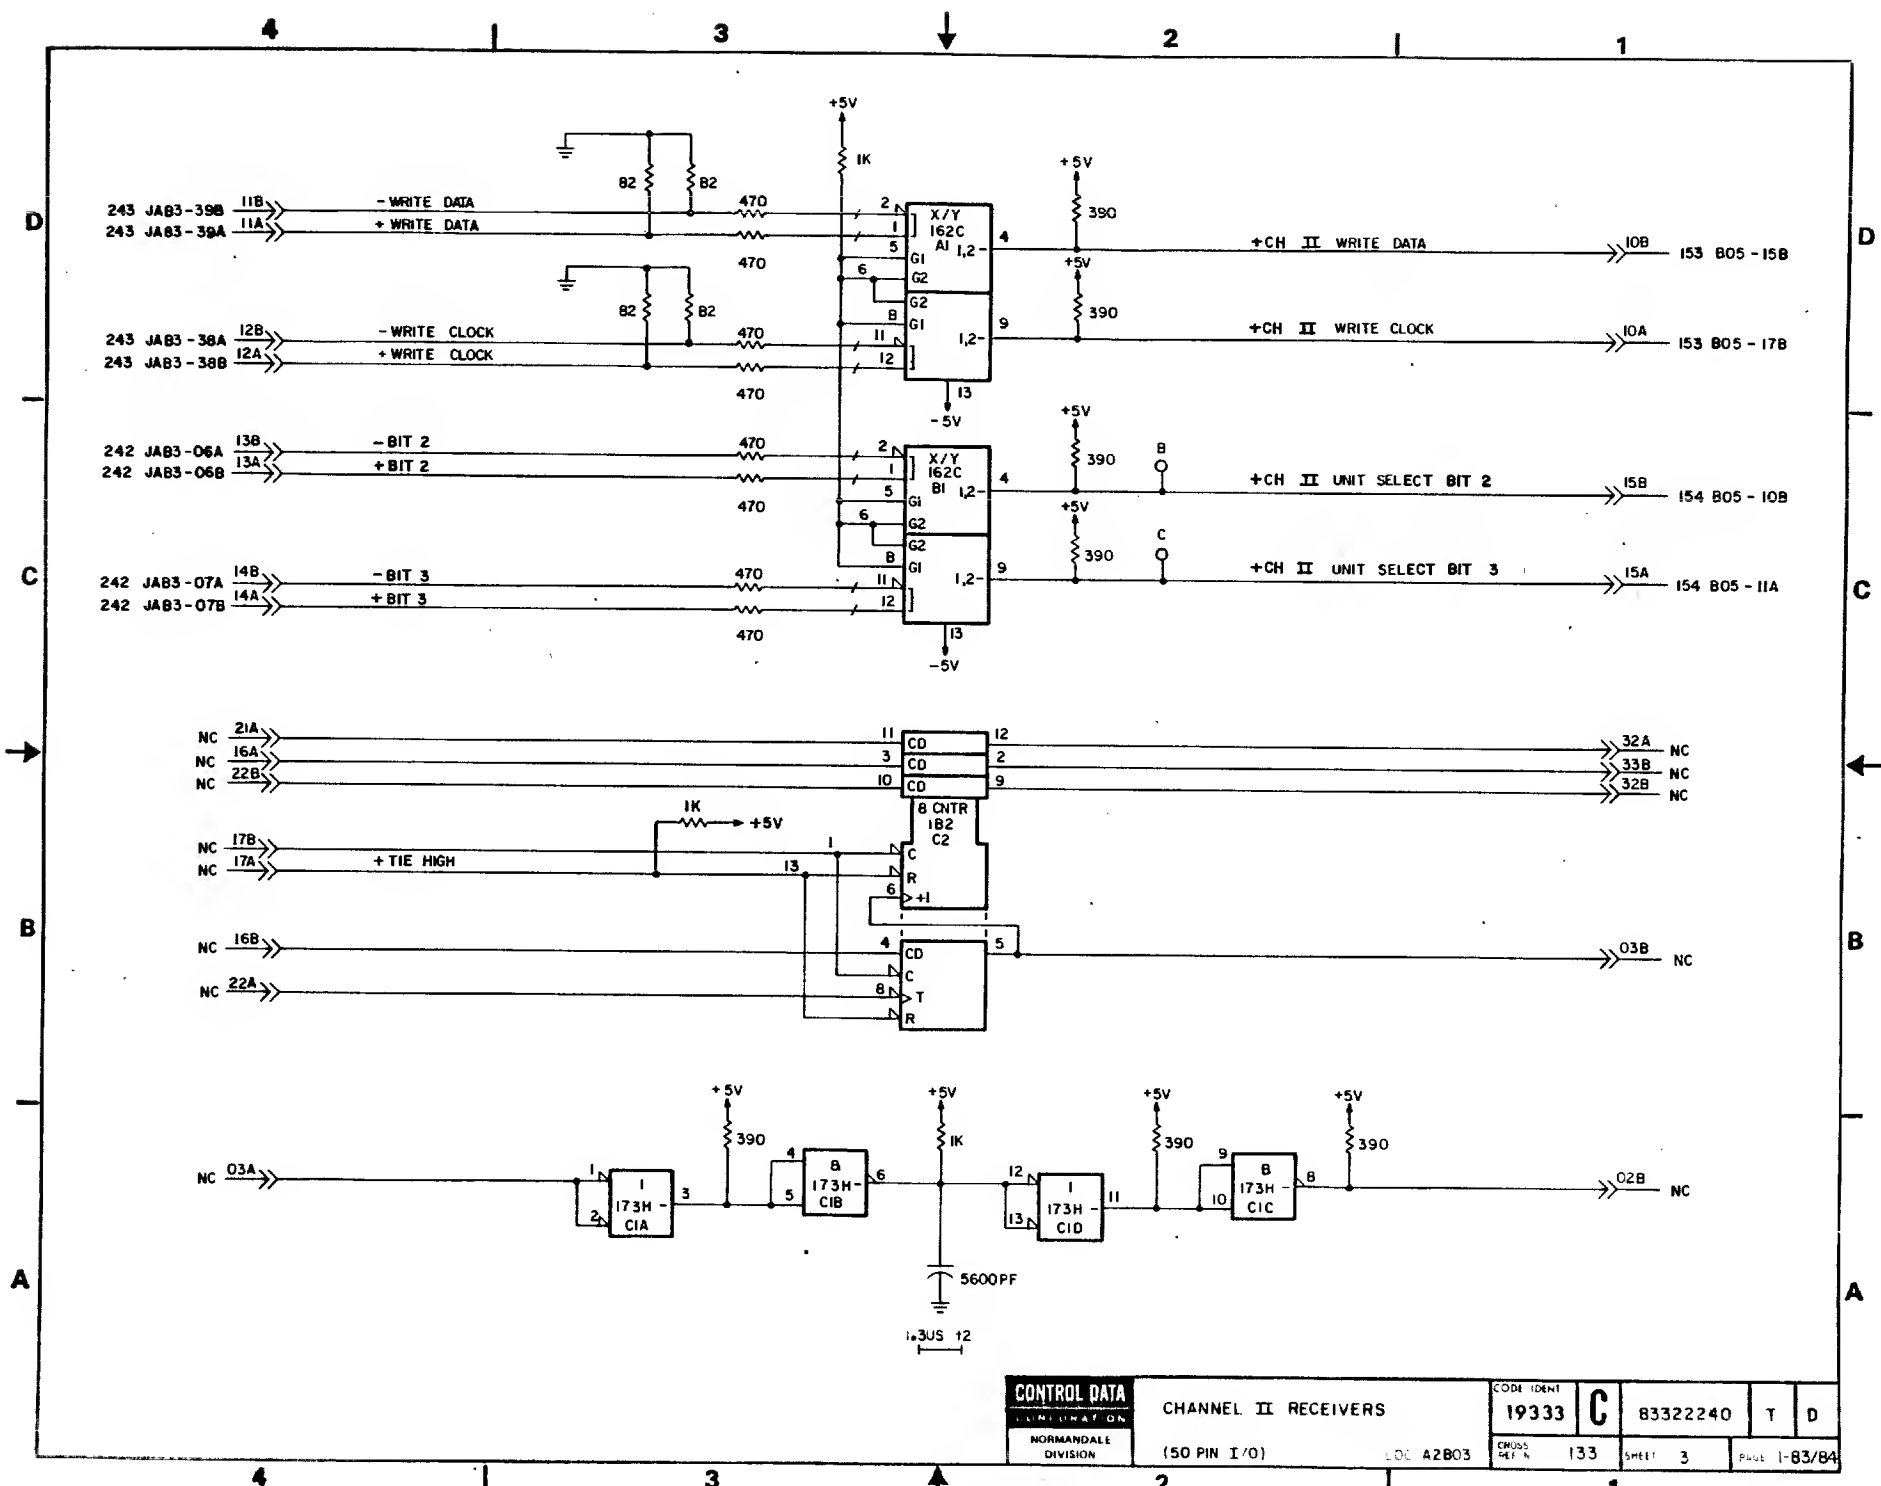 4 3 2 1
+5V
1K
+5V
82 82
390
243 JAB3-39B 11B - WRITE DATA 470 2 X/Y
D 243 JA83-39A 11A + WRITE DATA 1 162C D
A1
470 5 G1 1,2 4 +CH II WRITE DATA 10B 153 B05-15B
6 G2 +5V
G2
82 82 390
8 G1
243 JAB3-38A 12B - WRITE CLOCK 470 11 1,2 9 +CH II WRITE CLOCK 10A 153 B05-17B
243 JAB3-38B 12A + WRITE CLOCK 12
470 13
-5V
+5V
242 JAB3-06A 13B - BIT 2 470 2 X/Y 390 B
242 JAB3-06B 13A + BIT 2 1 162C
B1
470 5 G1 1,2 4 +CH II UNIT SELECT BIT 2 15B 154 B05-10B
6 G2 +5V
G2
8 G1 390 C
C 242 JAB3-07A 14B - BIT 3 470 11 1,2 9 +CH II UNIT SELECT BIT 3 15A 154 B05-11A C
242 JAB3-07B 14A + BIT 3 12
470 13
-5V
NC 21A 11 CD 12 32A NC
NC 16A 3 CD 2 33B NC
NC 22B 10 CD 9 32B NC
1K +5V
8 CNTR
1B2
C2
NC 17B 1 C
NC 17A + TIE HIGH 13 R
6 +1
B B
NC 16B 4 CD 5 03B NC
C
NC 22A 8 T
R
+5V +5V +5V +5V
390 1K 390 390
NC 03A 1 1 3 4 & 6 12 1 11 9 & 8 02B NC
173H 173H 173H 173H
2 C1A 5 C1B 13 C1D 10 C1C
A 5600PF A
1.3US ±2
CONTROL DATA
CORPORATION
NORMANDALE
DIVISION
CHANNEL II RECEIVERS
(50 PIN I/O) LOC A2B03
CODE IDENT
19333 C 83322240 T D
CROSS
REF N 133 SHEET 3 PAGE 1-83/84
4 3 2 1